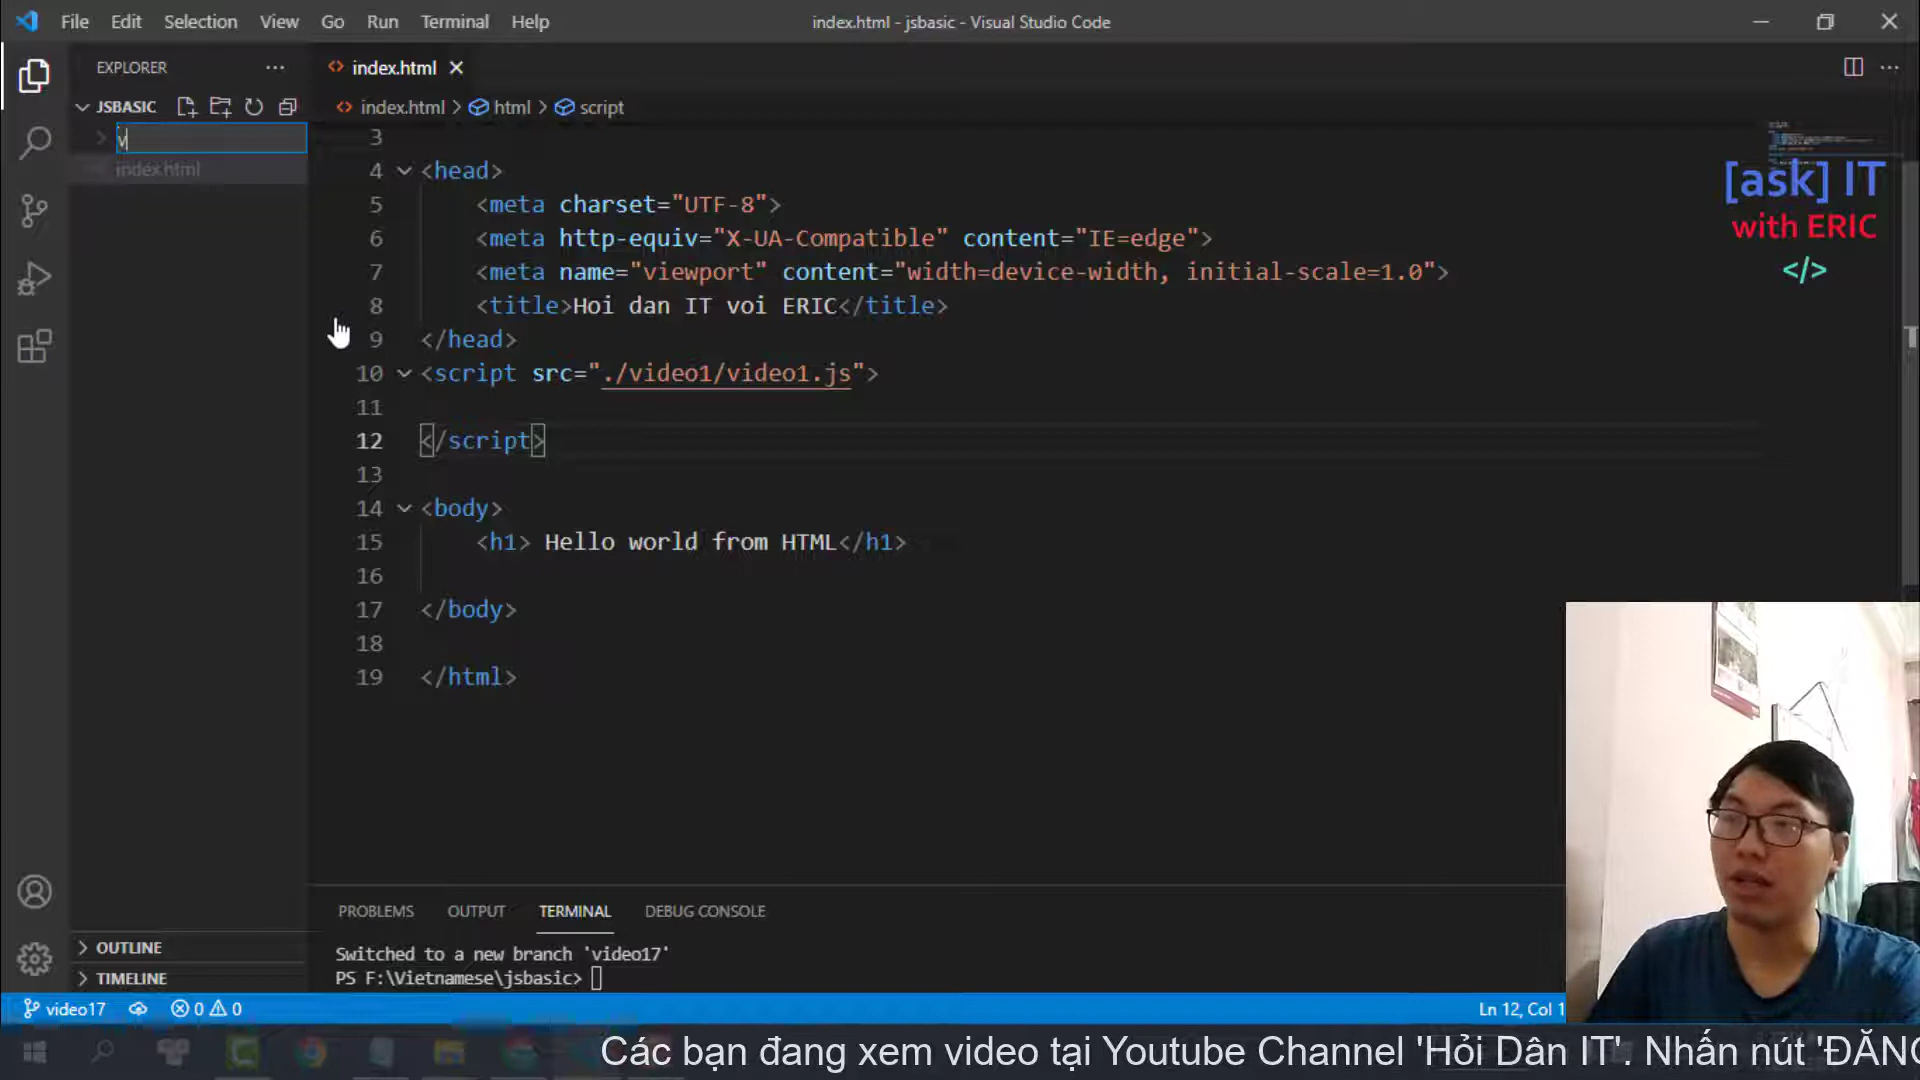 File Edit Selection View Go Run Terminal Help
index.html - jsbasic - Visual Studio Code
EXPLORER
index.html
JSBASIC
index.html > html > script
v
index.html
3
4 <head>
5 <meta charset="UTF-8">
6 <meta http-equiv="X-UA-Compatible" content="IE=edge">
7 <meta name="viewport" content="width=device-width, initial-scale=1.0">
8 <title>Hoi dan IT voi ERIC</title>
9 </head>
10 <script src="./video1/video1.js">
11
12 </script>
13
14 <body>
15 <h1> Hello world from HTML</h1>
16
17 </body>
18
19 </html>
[ask] IT
with ERIC
</>
PROBLEMS OUTPUT TERMINAL DEBUG CONSOLE
Switched to a new branch 'video17'
PS F:\Vietnamese\jsbasic>
OUTLINE
TIMELINE
video17 0 0
Ln 12, Col 1
Các bạn đang xem video tại Youtube Channel 'Hỏi Dân IT'. Nhấn nút 'ĐĂNG